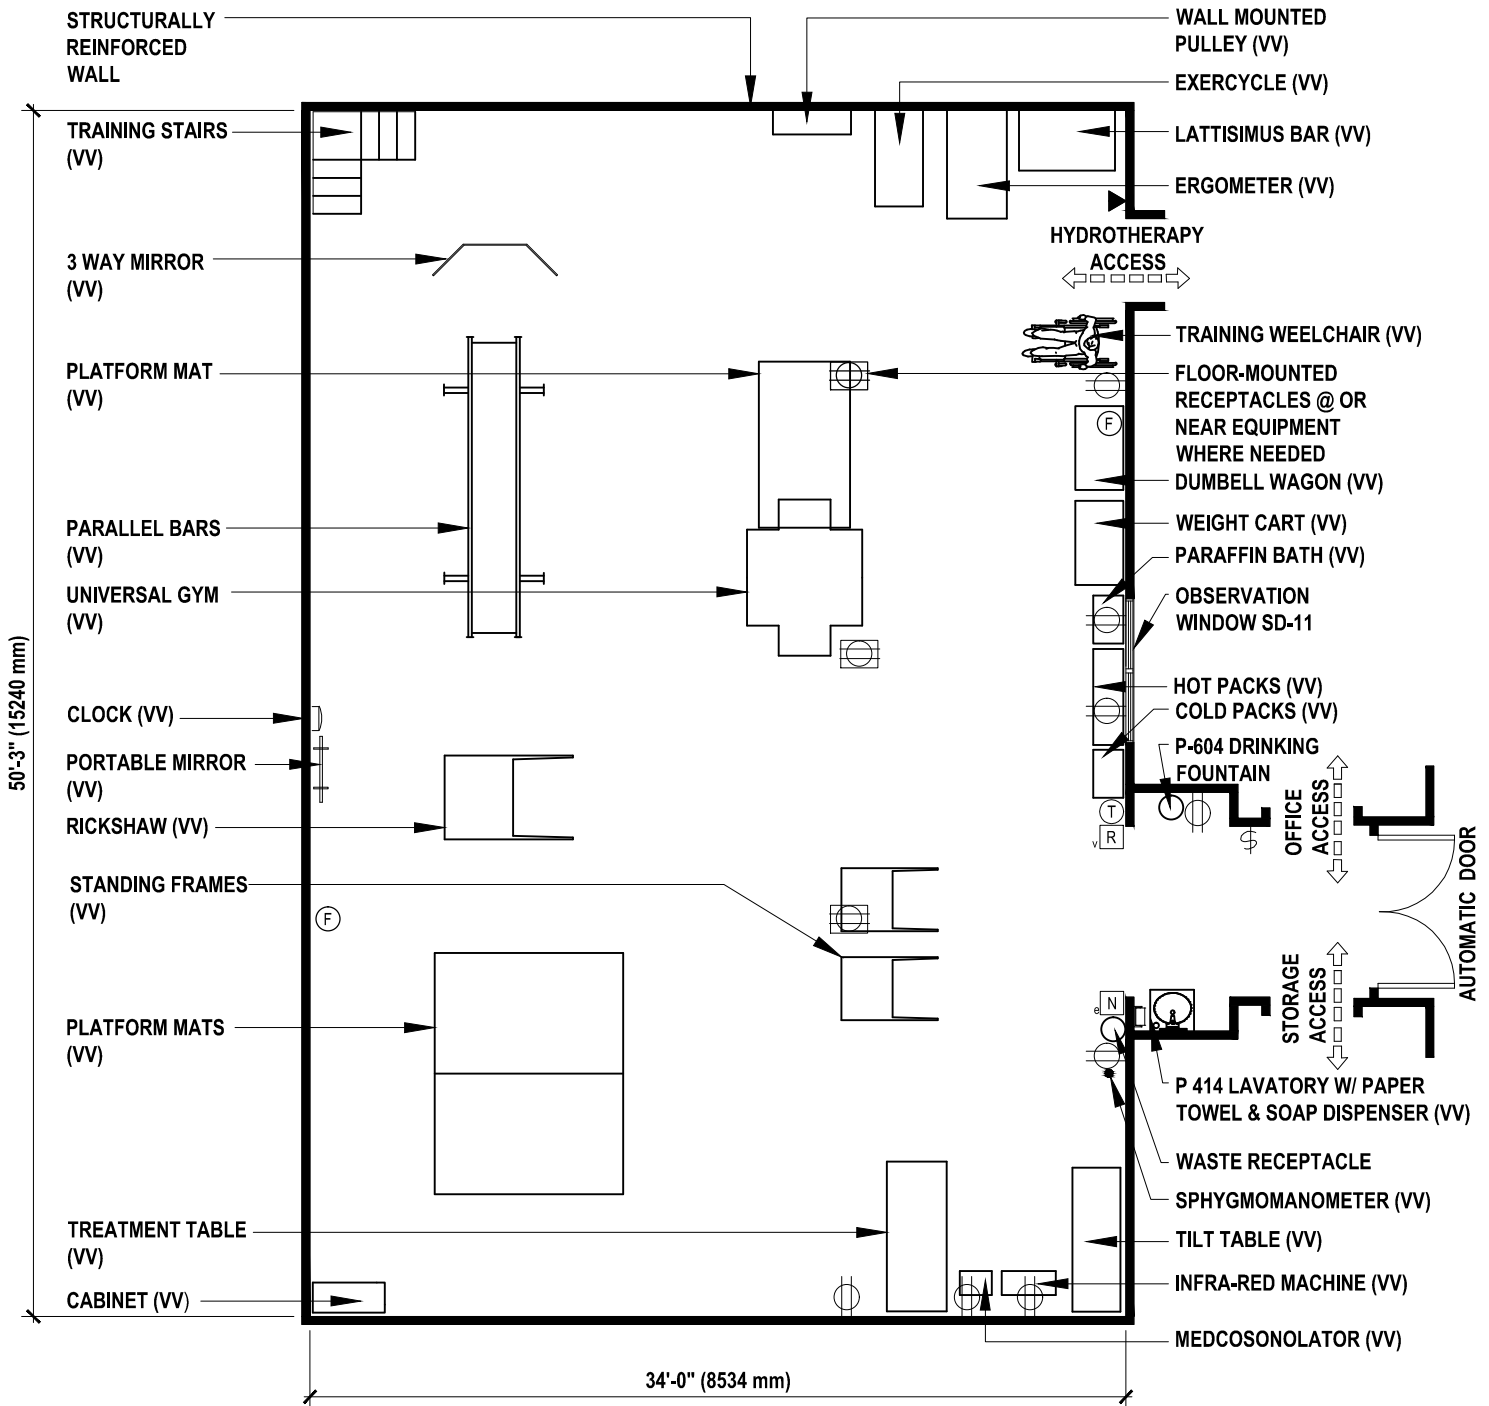 STRUCTURALLY
REINFORCED
WALL
TRAINING STAIRS
(VV)
3 WAY MIRROR
(VV)
PLATFORM MAT
(VV)
PARALLEL BARS
(VV)
UNIVERSAL GYM
(VV)
CLOCK (VV)
PORTABLE MIRROR
(VV)
RICKSHAW (VV)
STANDING FRAMES
(VV)
PLATFORM MATS
(VV)
TREATMENT TABLE
(VV)
CABINET (VV)
50'-3" (15240 mm)
34'-0" (8534 mm)
WALL MOUNTED
PULLEY (VV)
EXERCYCLE (VV)
LATTISIMUS BAR (VV)
ERGOMETER (VV)
HYDROTHERAPY
ACCESS
TRAINING WEELCHAIR (VV)
FLOOR-MOUNTED
RECEPTACLES @ OR
NEAR EQUIPMENT
WHERE NEEDED
DUMBELL WAGON (VV)
WEIGHT CART (VV)
PARAFFIN BATH (VV)
OBSERVATION
WINDOW SD-11
HOT PACKS (VV)
COLD PACKS (VV)
P-604 DRINKING
FOUNTAIN
OFFICE
ACCESS
AUTOMATIC DOOR
STORAGE
ACCESS
P 414 LAVATORY W/ PAPER
TOWEL & SOAP DISPENSER (VV)
WASTE RECEPTACLE
SPHYGMOMANOMETER (VV)
TILT TABLE (VV)
INFRA-RED MACHINE (VV)
MEDCOSONOLATOR (VV)
F
T
v R
F
e N